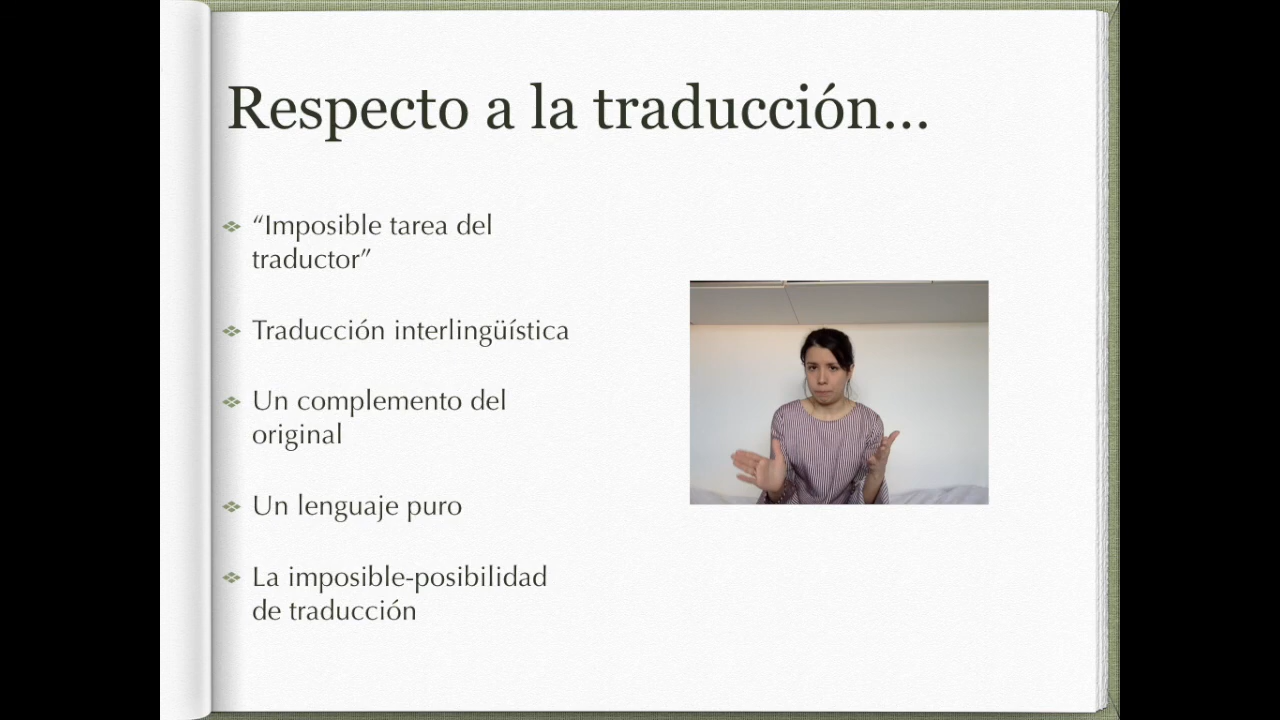 Respecto a la traducción...
“Imposible tarea del
traductor”
Traducción interlingüística
Un complemento del
original
Un lenguaje puro
La imposible-posibilidad
de traducción